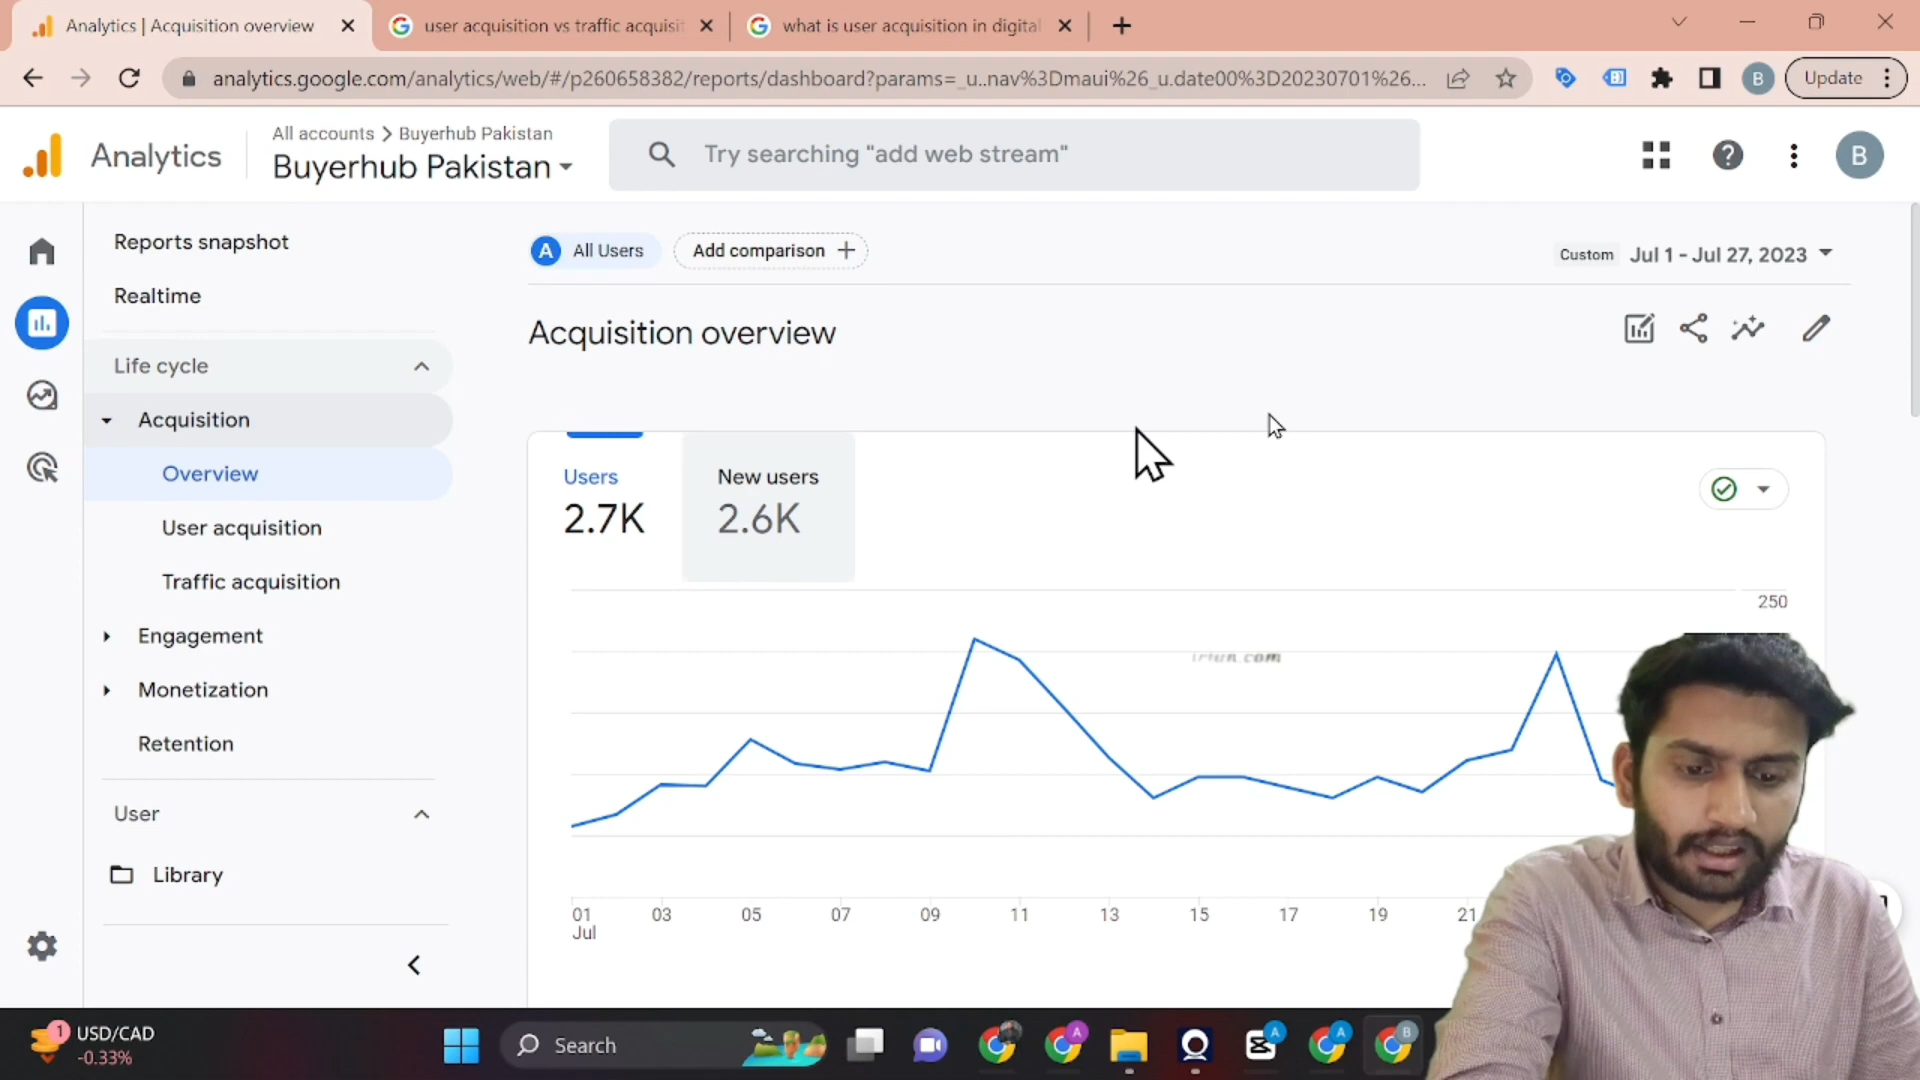 Analytics | Acquisition overview
user acquisition vs traffic acquisit
what is user acquisition in digital
analytics.google.com/analytics/web/#/p260658382/reports/dashboard?params=_u..nav%3Dmaui%26_u.date00%3D20230701%26...
B
Update
Analytics
All accounts > Buyerhub Pakistan
Buyerhub Pakistan
Try searching "add web stream"
B
Reports snapshot
Realtime
Life cycle
Acquisition
Overview
User acquisition
Traffic acquisition
Engagement
Monetization
Retention
User
Library
A All Users
Add comparison +
Custom Jul 1 - Jul 27, 2023
Acquisition overview
Users
2.7K
New users
2.6K
250
01 03 05 07 09 11 13 15 17 19 21
Jul
1 USD/CAD
-0.33%
Search
A
A
A
B